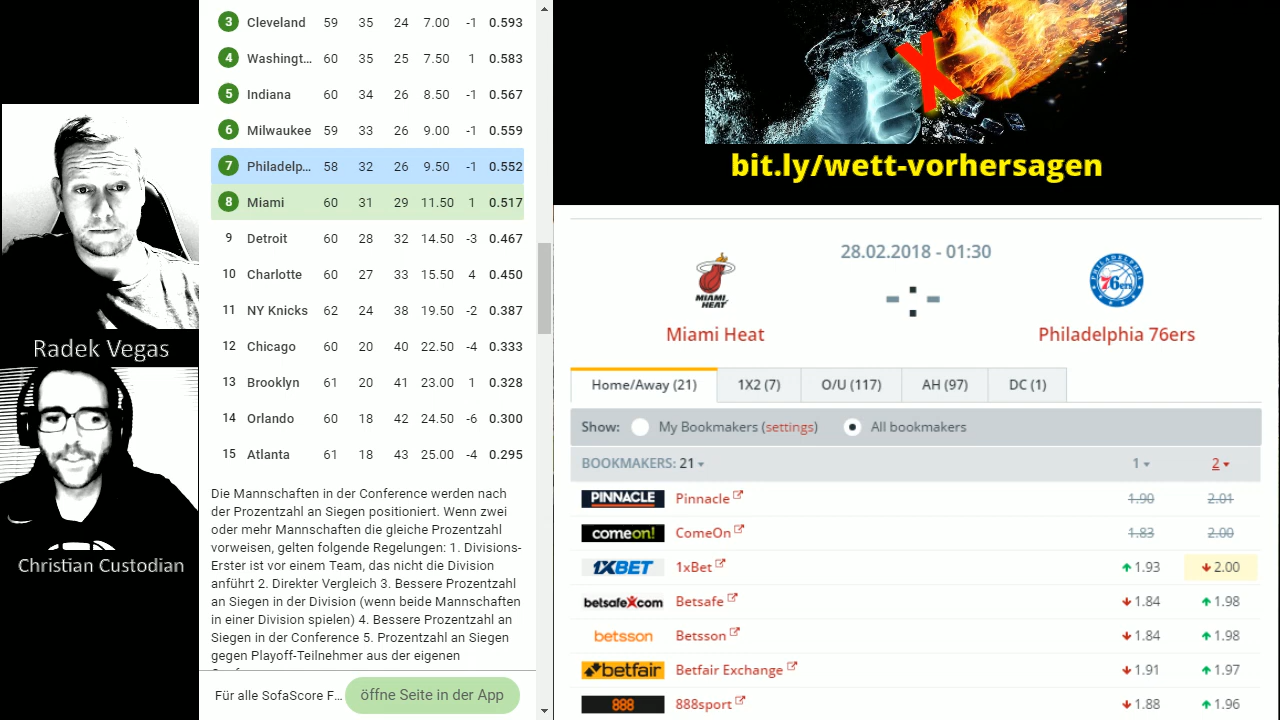 Radek Vegas
Christian Custodian
3 Cleveland 59 35 24 7.00 -1 0.593
4 Washingt... 60 35 25 7.50 1 0.583
5 Indiana 60 34 26 8.50 -1 0.567
6 Milwaukee 59 33 26 9.00 -1 0.559
7 Philadelp... 58 32 26 9.50 -1 0.552
8 Miami 60 31 29 11.50 1 0.517
9 Detroit 60 28 32 14.50 -3 0.467
10 Charlotte 60 27 33 15.50 4 0.450
11 NY Knicks 62 24 38 19.50 -2 0.387
12 Chicago 60 20 40 22.50 -4 0.333
13 Brooklyn 61 20 41 23.00 1 0.328
14 Orlando 60 18 42 24.50 -6 0.300
15 Atlanta 61 18 43 25.00 -4 0.295
Die Mannschaften in der Conference werden nach
der Prozentzahl an Siegen positioniert. Wenn zwei
oder mehr Mannschaften die gleiche Prozentzahl
vorweisen, gelten folgende Regelungen: 1. Divisions-
Erster ist vor einem Team, das nicht die Division
anführt 2. Direkter Vergleich 3. Bessere Prozentzahl
an Siegen in der Division (wenn beide Mannschaften
in einer Division spielen) 4. Bessere Prozentzahl an
Siegen in der Conference 5. Prozentzahl an Siegen
gegen Playoff-Teilnehmer aus der eigenen
Für alle SofaScore F... öffne Seite in der App
bit.ly/wett-vorhersagen
28.02.2018 - 01:30
MIAMI HEAT
PHILADELPHIA 76ers
- : -
Miami Heat Philadelphia 76ers
Home/Away (21) 1X2 (7) O/U (117) AH (97) DC (1)
Show: My Bookmakers (settings) All bookmakers
BOOKMAKERS: 21 1 2
PINNACLE Pinnacle 1.90 2.01
comeon! ComeOn 1.83 2.00
1XBET 1xBet 1.93 2.00
betsafe.com Betsafe 1.84 1.98
betsson Betsson 1.84 1.98
betfair Betfair Exchange 1.91 1.97
888 888sport 1.88 1.96